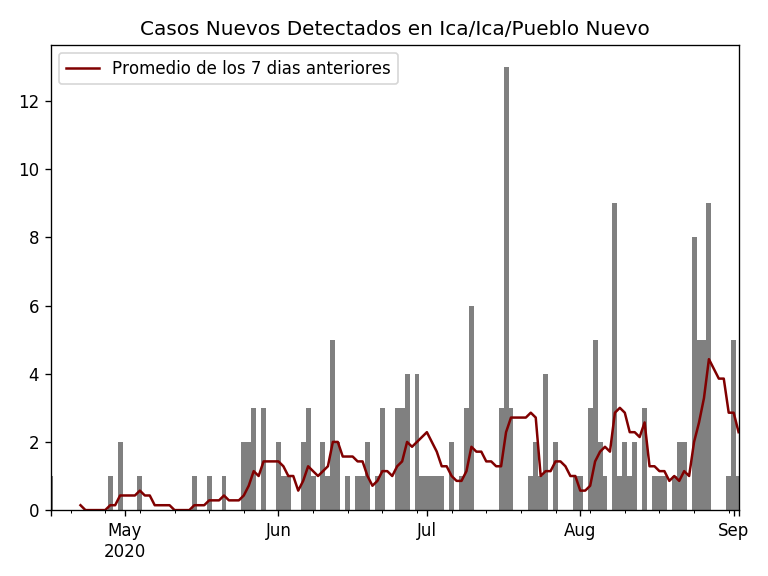 Casos Nuevos Detectados en Ica/Ica/Pueblo Nuevo
Promedio de los 7 dias anteriores
12
10
8
6
4
2
0
May Jun Jul Aug Sep
2020